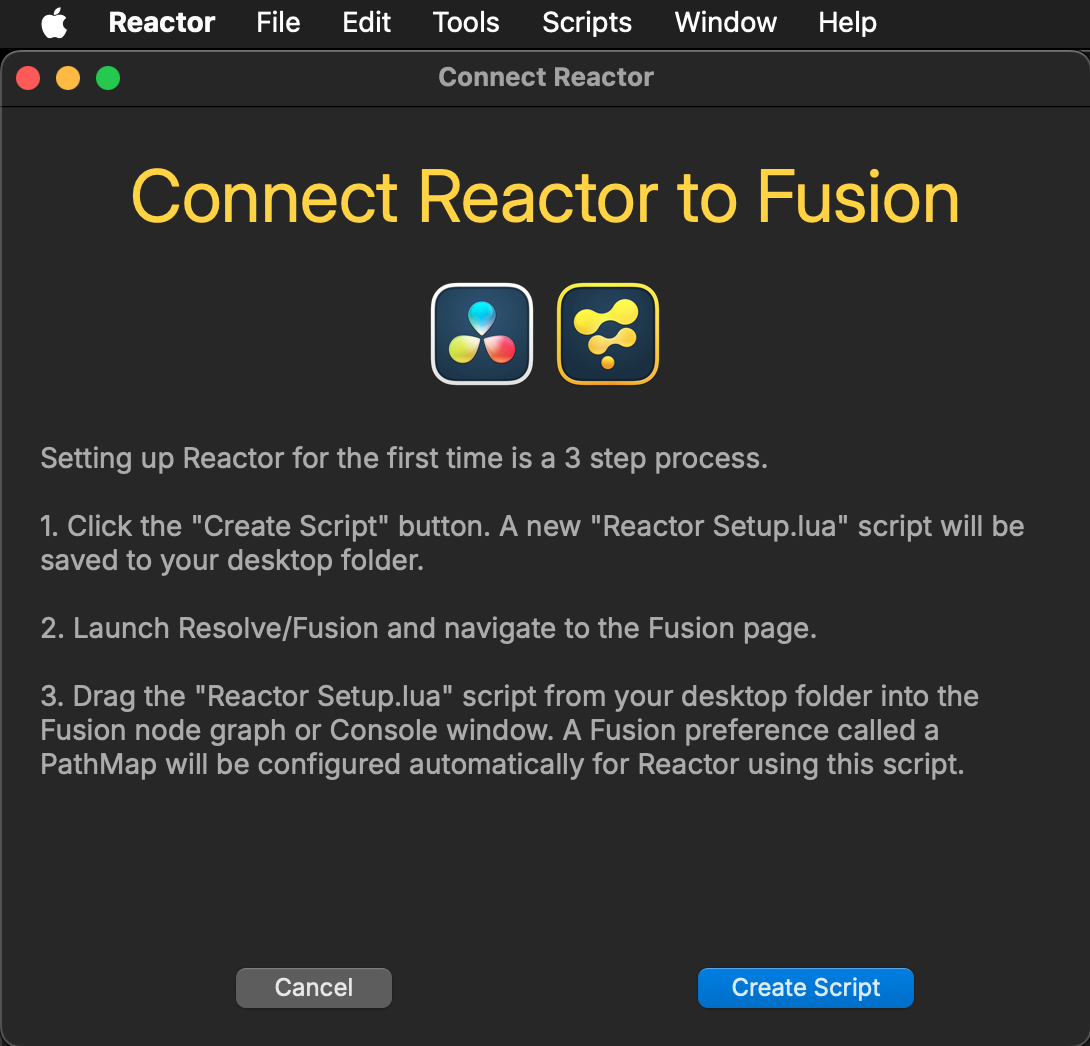 Reactor File Edit Tools Scripts Window Help
Connect Reactor
Connect Reactor to Fusion
Setting up Reactor for the first time is a 3 step process.
1. Click the "Create Script" button. A new "Reactor Setup.lua" script will be
saved to your desktop folder.
2. Launch Resolve/Fusion and navigate to the Fusion page.
3. Drag the "Reactor Setup.lua" script from your desktop folder into the
Fusion node graph or Console window. A Fusion preference called a
PathMap will be configured automatically for Reactor using this script.
Cancel Create Script